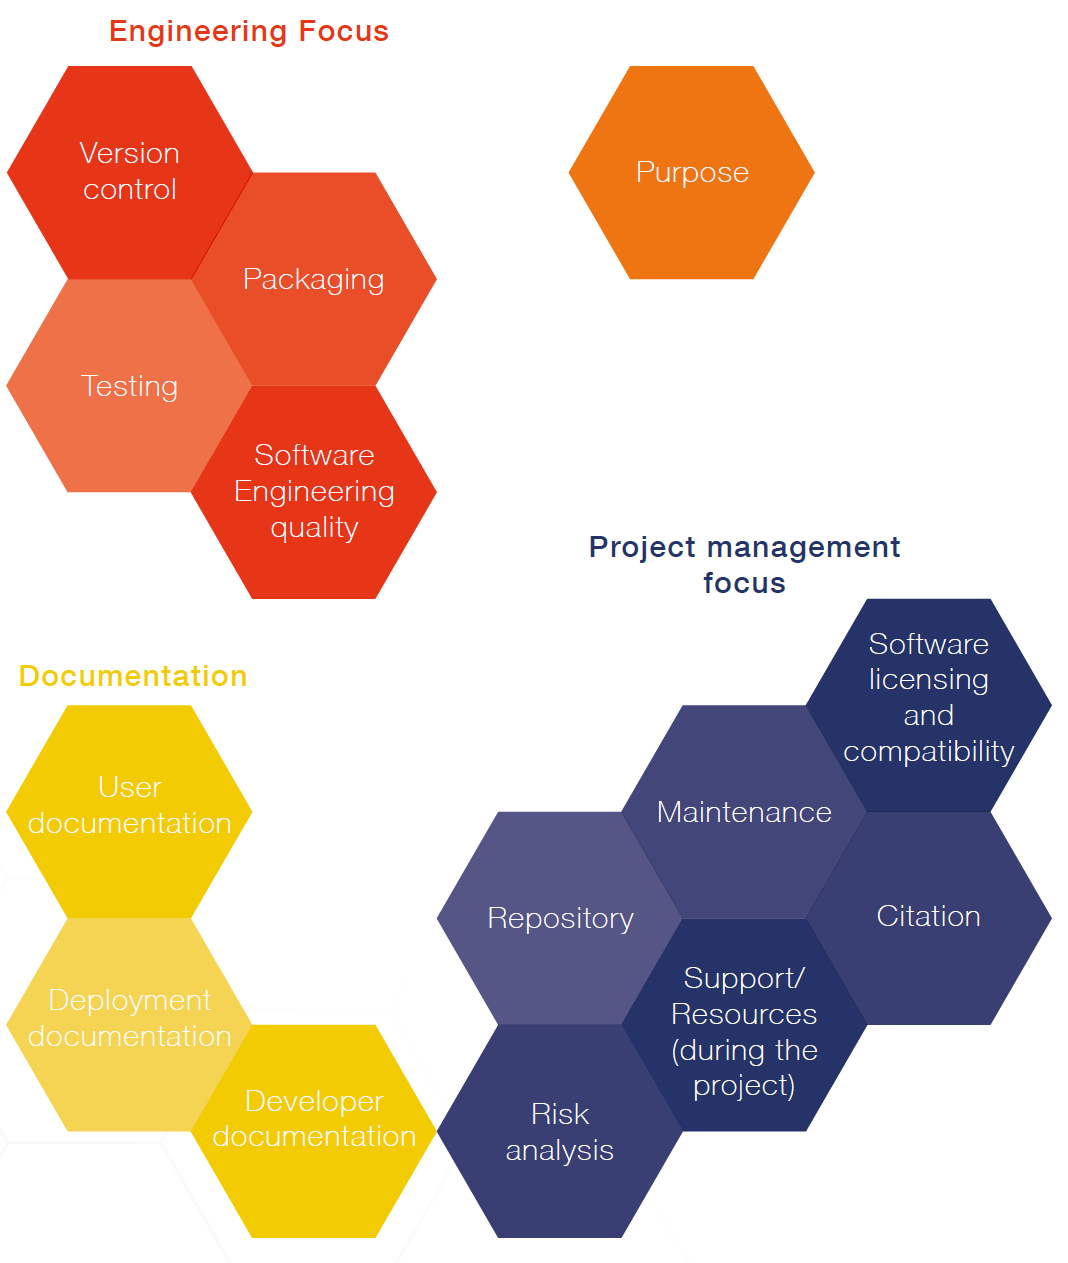 Engineering Focus
Version
control
Packaging
Testing
Software
Engineering
quality
Purpose
Project management
focus
Software
licensing
and
compatibility
Maintenance
Repository
Citation
Support/
Resources
(during the
project)
Risk
analysis
Documentation
User
documentation
Deployment
documentation
Developer
documentation